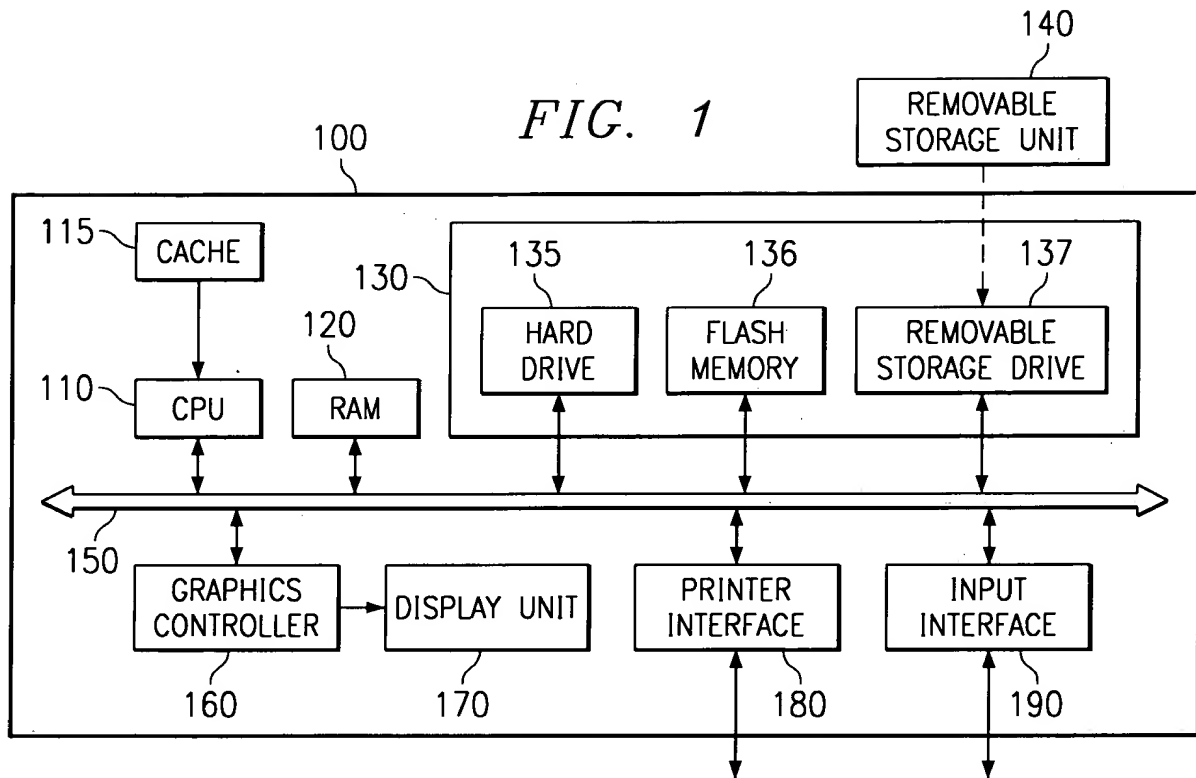 140
REMOVABLE
STORAGE UNIT
FIG. 1
100
115
CACHE
130
135
136
137
HARD
DRIVE
FLASH
MEMORY
REMOVABLE
STORAGE DRIVE
120
110
CPU
RAM
150
GRAPHICS
CONTROLLER
DISPLAY UNIT
PRINTER
INTERFACE
INPUT
INTERFACE
160
170
180
190